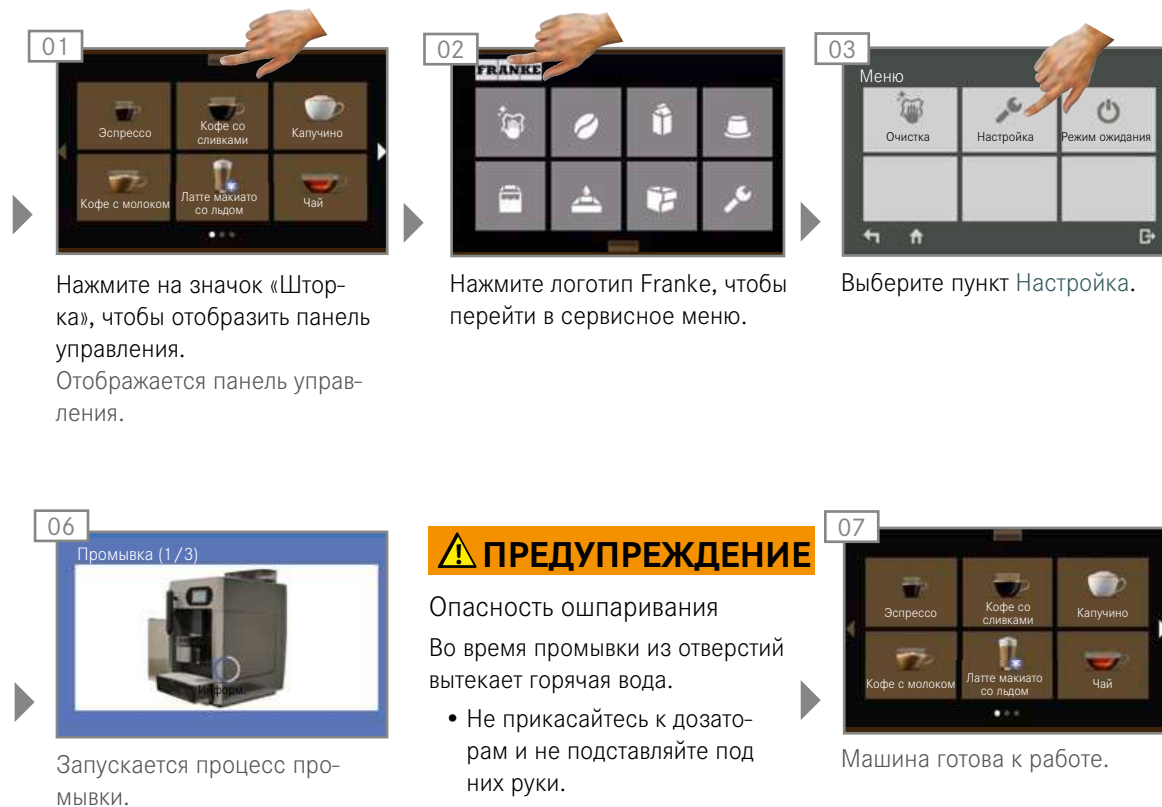 01
Эспрессо
Кофе со
сливками
Капучино
Кофе с молоком
Латте макиато
со льдом
Чай
Нажмите на значок «Штор-
ка», чтобы отобразить панель
управления.
Отображается панель управ-
ления.
02
FRANKE
Нажмите логотип Franke, чтобы
перейти в сервисное меню.
03
Меню
Очистка
Настройка
Режим ожидания
Выберите пункт Настройка.
06
Промывка (1/3)
Информ.
Запускается процесс про-
мывки.
ПРЕДУПРЕЖДЕНИЕ
Опасность ошпаривания
Во время промывки из отверстий
вытекает горячая вода.
• Не прикасайтесь к дозато-
рам и не подставляйте под
них руки.
07
Эспрессо
Кофе со
сливками
Капучино
Кофе с молоком
Латте макиато
со льдом
Чай
Машина готова к работе.